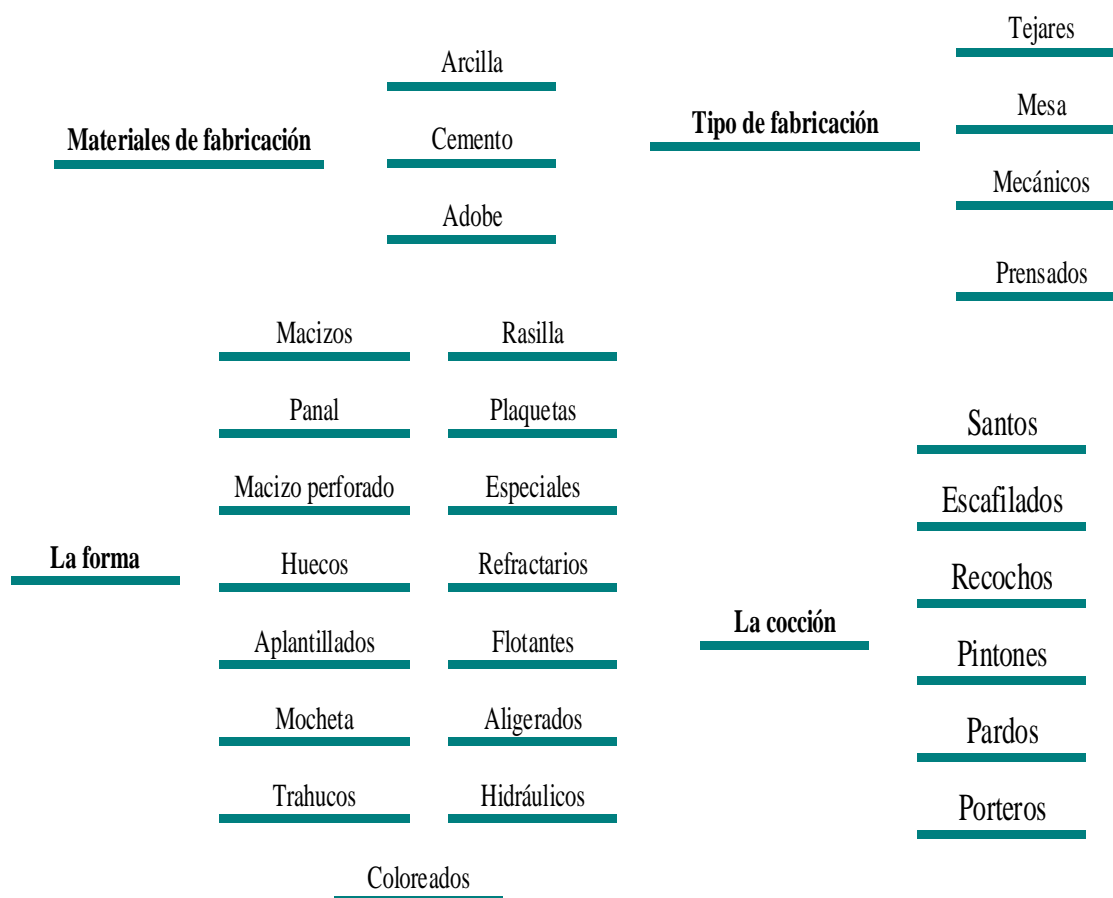 Materiales de fabricación
Arcilla
Cemento
Adobe
Tipo de fabricación
Tejares
Mesa
Mecánicos
Prensados
La forma
Macizos
Panal
Macizo perforado
Huecos
Aplantillados
Mocheta
Trahucos
Rasilla
Plaquetas
Especiales
Refractarios
Flotantes
Aligerados
Hidráulicos
Coloreados
La cocción
Santos
Escafilados
Recochos
Pintones
Pardos
Porteros